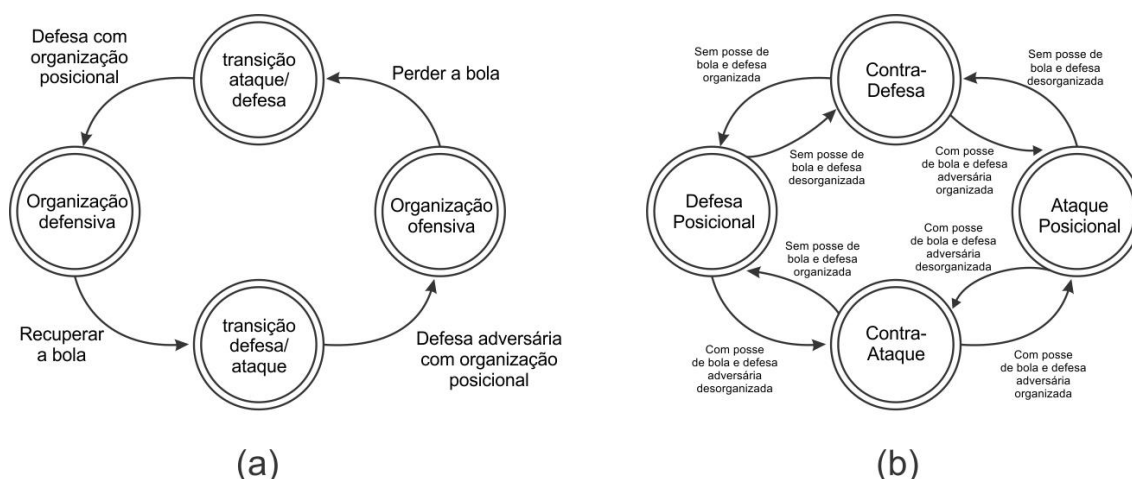 Defesa com
organização
posicional
transição
ataque/
defesa
Perder a bola
Organização
defensiva
Organização
ofensiva
Recuperar
a bola
transição
defesa/
ataque
Defesa adversária
com organização
posicional
(a)
Sem posse de
bola e defesa
organizada
Contra-
Defesa
Sem posse de
bola e defesa
desorganizada
Sem posse de
bola e defesa
desorganizada
Com posse
de bola e defesa
adversária
organizada
Defesa
Posicional
Ataque
Posicional
Sem posse de
bola e defesa
organizada
Com posse
de bola e defesa
adversária
desorganizada
Com posse
de bola e defesa
adversária
desorganizada
Contra-
Ataque
Com posse
de bola e defesa
adversária
organizada
(b)